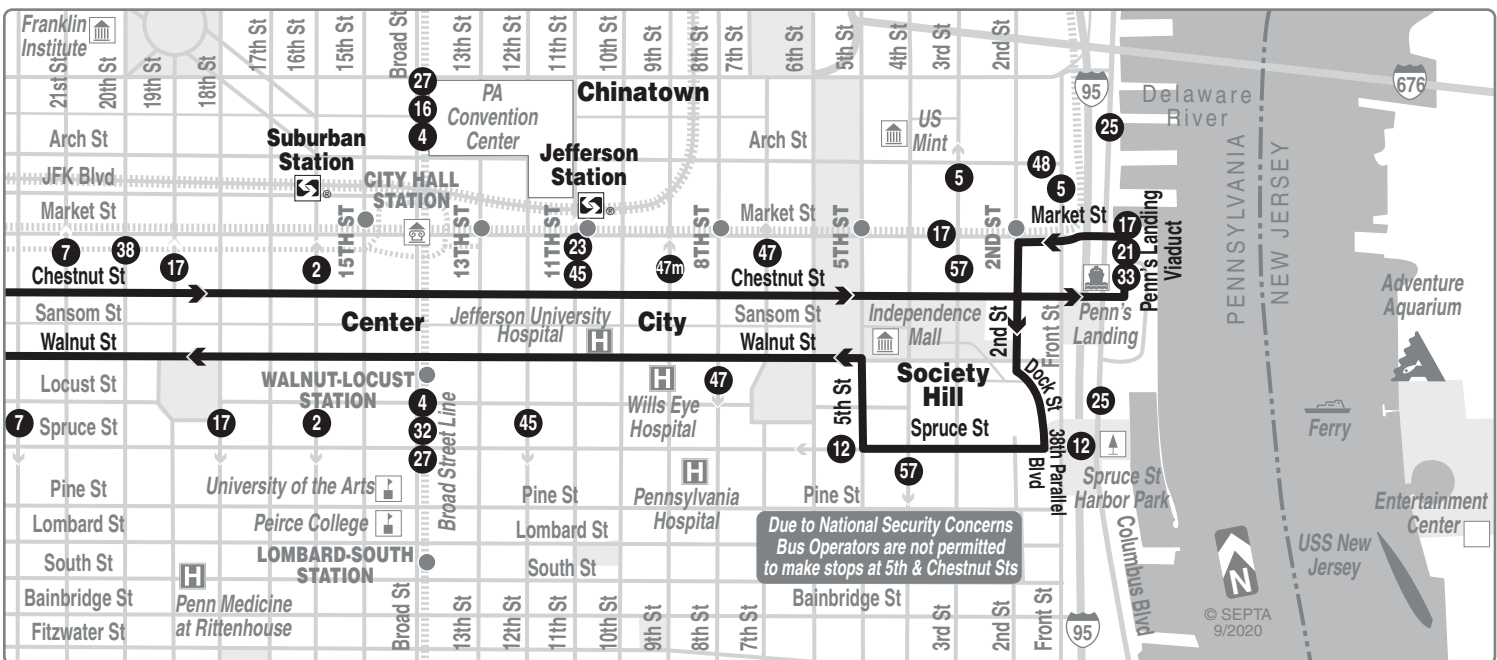 Franklin
Institute
21st St
20th St
19th St
18th St
17th St
16th St
15th St
Broad St
13th St
12th St
11th St
10th St
9th St
8th St
7th St
6th St
5th St
4th St
3rd St
2nd St
27
16
4
PA
Convention
Center
Chinatown
95
676
Delaware
River
25
Arch St
Suburban
Station
®
Jefferson
Station
®
Arch St
US
Mint
48
5
5
JFK Blvd
CITY HALL
STATION
Market St
15TH ST
13TH ST
11TH ST
8TH ST
Market St
5TH ST
2ND ST
Market St
17
21
33
Penn's Landing
Viaduct
PENNSYLVANIA
NEW JERSEY
7
38
17
2
23
45
47m
47
17
57
Chestnut St
Chestnut St
Sansom St
Center
Jefferson University
Hospital
H
City
Sansom St
Independence
Mall
2nd St
Front St
Penn's
Landing
Adventure
Aquarium
Walnut St
Walnut St
Locust St
WALNUT-LOCUST
STATION
H
Wills Eye
Hospital
47
5th St
Society
Hill
Dock St
25
7
Spruce St
17
2
4
32
27
Broad Street Line
45
12
Spruce St
57
38th Parallel
Blvd
12
Ferry
Spruce St
Harbor Park
Pine St
University of the Arts
Pine St
H
Pennsylvania
Hospital
Pine St
Entertainment
Center
Lombard St
Peirce College
Lombard St
Due to National Security Concerns
Bus Operators are not permitted
to make stops at 5th & Chestnut Sts
Columbus Blvd
N
USS New
Jersey
South St
LOMBARD-SOUTH
STATION
South St
H
Penn Medicine
at Rittenhouse
Bainbridge St
Bainbridge St
Fitzwater St
Broad St
13th St
12th St
11th St
10th St
9th St
8th St
7th St
3rd St
2nd St
Front St
95
© SEPTA
9/2020